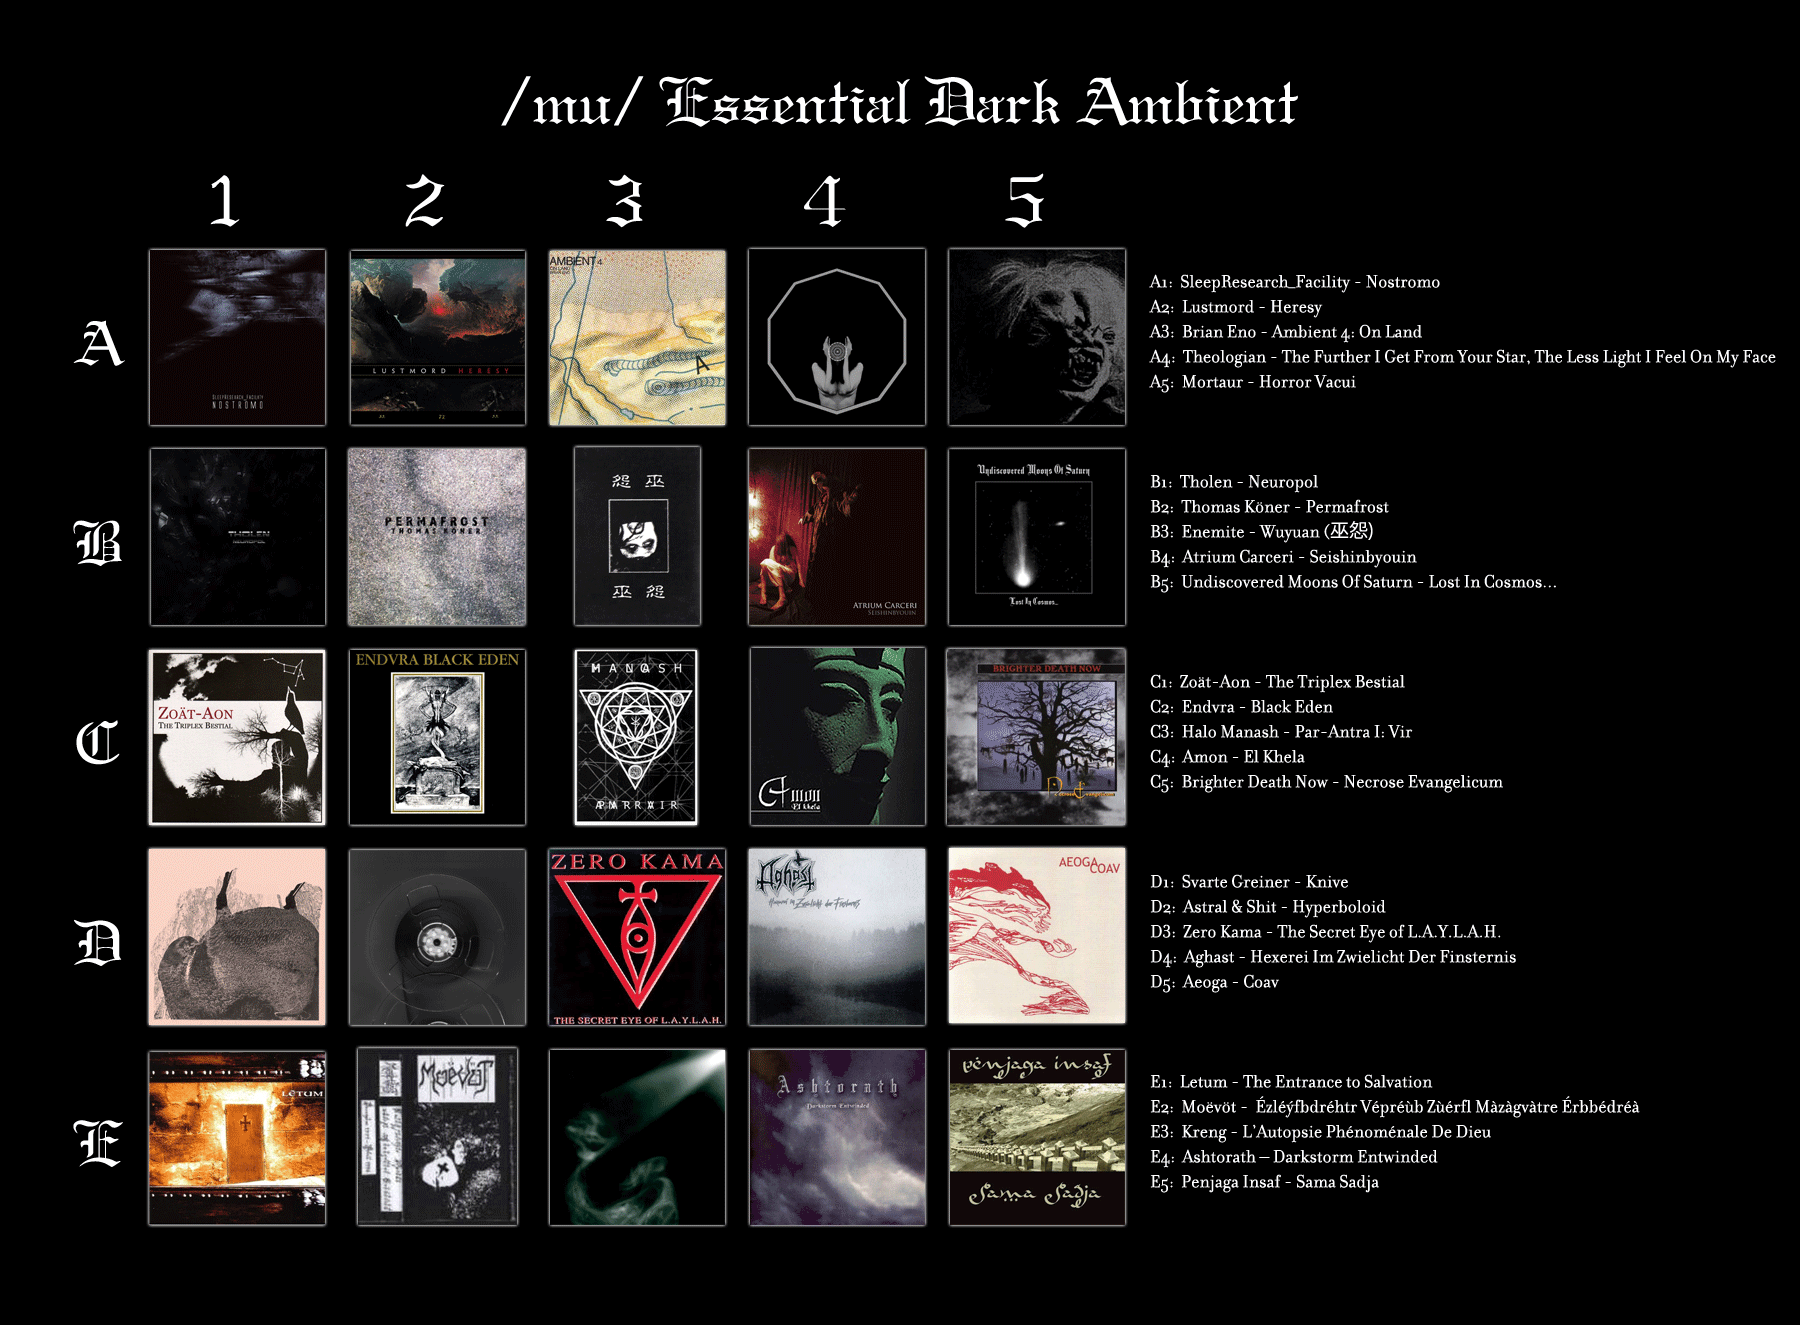 /mu/ Essential Dark Ambient
1 2 3 4 5
A
SLEEPRESEARCH_FACILITY
NOSTROMO
LUSTMORD HERESY
AMBIENT 4
ON LAND
BRIAN ENO
A
A1: SleepResearch_Facility - Nostromo
A2: Lustmord - Heresy
A3: Brian Eno - Ambient 4: On Land
A4: Theologian - The Further I Get From Your Star, The Less Light I Feel On My Face
A5: Mortaur - Horror Vacui
B
THOLEN
NEUROPOL
PERMAFROST
THOMAS KÖNER
怨 巫
巫 怨
ATRIUM CARCERI
SEISHINBYOUIN
Undiscovered Moons Of Saturn
Lost In Cosmos...
B1: Tholen - Neuropol
B2: Thomas Köner - Permafrost
B3: Enemite - Wuyuan (巫怨)
B4: Atrium Carceri - Seishinbyouin
B5: Undiscovered Moons Of Saturn - Lost In Cosmos...
C
ZOÄT-AON
THE TRIPLEX BESTIAL
ENDVRA BLACK EDEN
MANASH
Amon
El khela
BRIGHTER DEATH NOW
Necrose Evangelicum
C1: Zoät-Aon - The Triplex Bestial
C2: Endvra - Black Eden
C3: Halo Manash - Par-Antra I: Vir
C4: Amon - El Khela
C5: Brighter Death Now - Necrose Evangelicum
D
ZERO KAMA
THE SECRET EYE OF L.A.Y.L.A.H.
Aghast
Hexerei im Zwielicht der Finsternis
AEOGA
COAV
D1: Svarte Greiner - Knive
D2: Astral & Shit - Hyperboloid
D3: Zero Kama - The Secret Eye of L.A.Y.L.A.H.
D4: Aghast - Hexerei Im Zwielicht Der Finsternis
D5: Aeoga - Coav
E
LETUM
Moëvöt
Ashtorath
Darkstorm Entwinded
penjaga insaf
Sama Sadja
E1: Letum - The Entrance to Salvation
E2: Moëvöt - Ézléýfbdréhtr Vépréùb Zùérfl Màzàgvàtre Érbbédréà
E3: Kreng - L'Autopsie Phénoménale De Dieu
E4: Ashtorath – Darkstorm Entwinded
E5: Penjaga Insaf - Sama Sadja